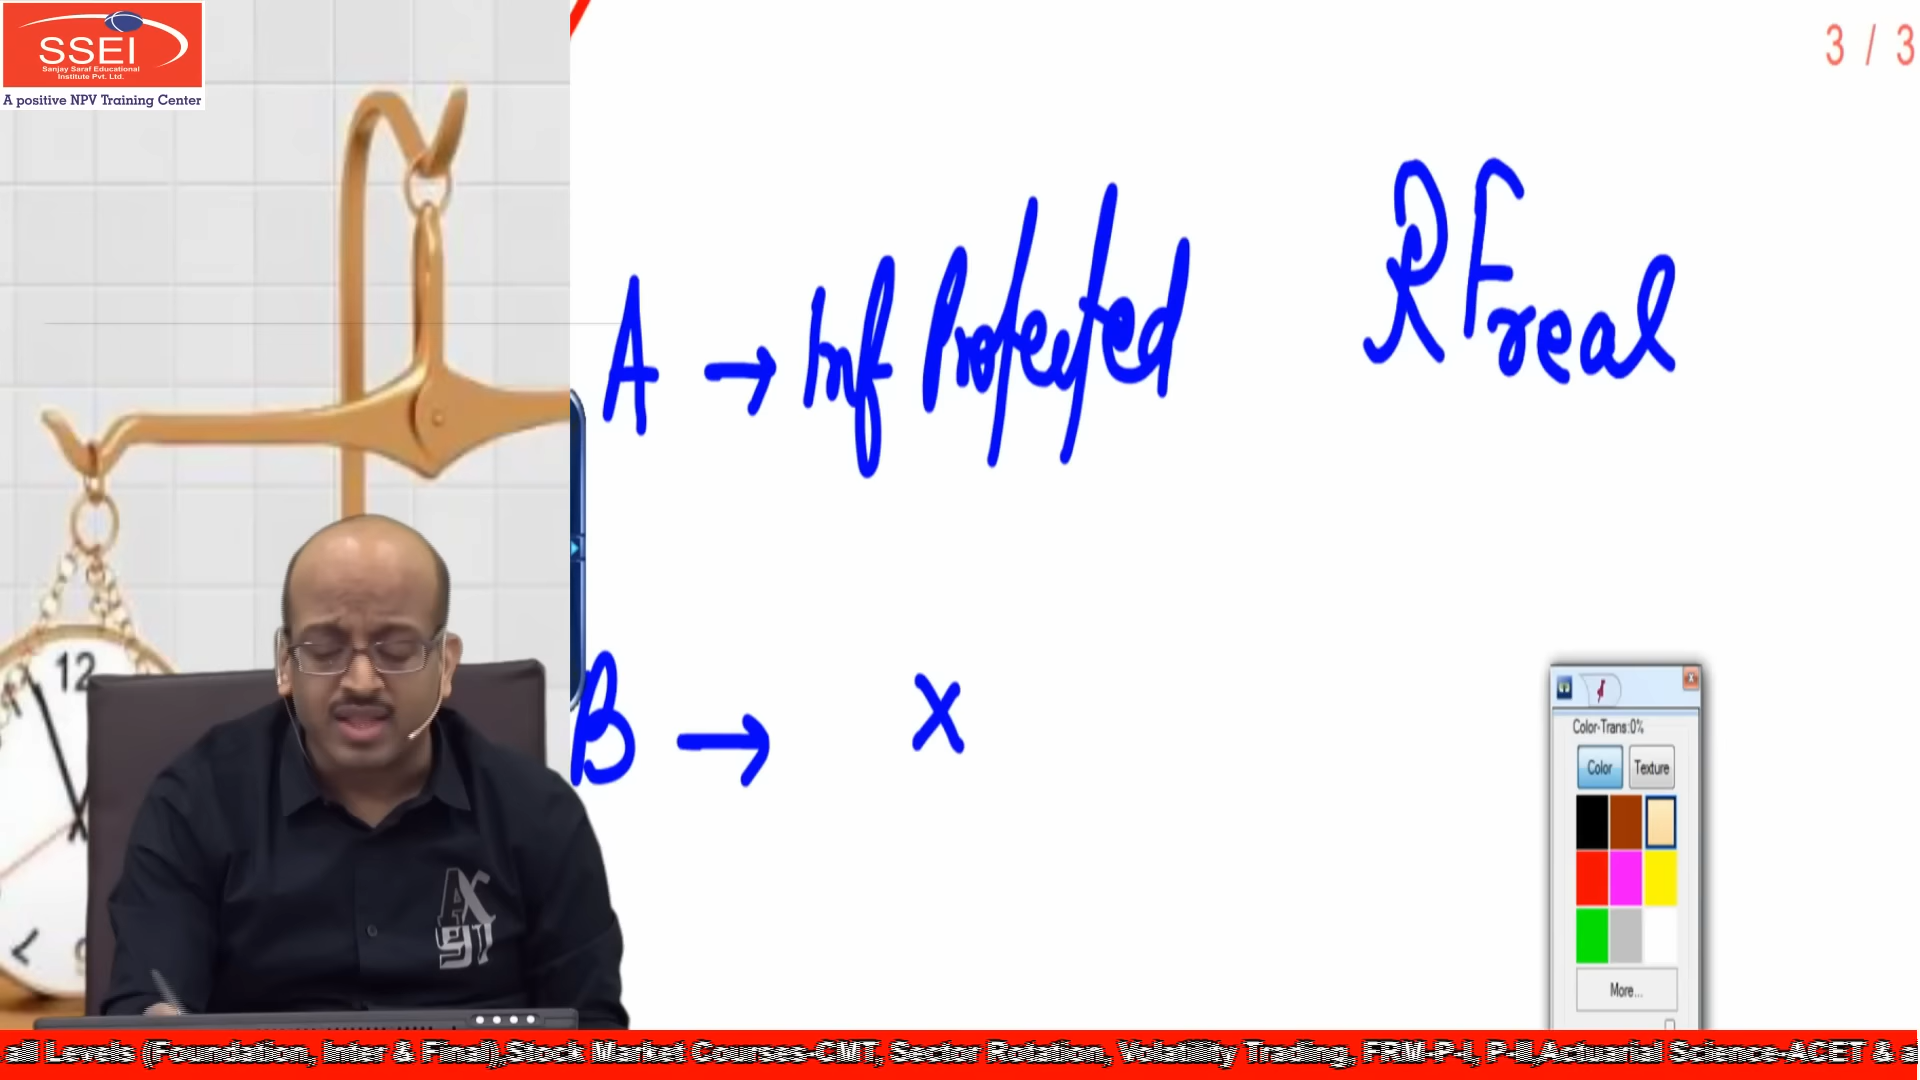 SSEI
Sanjay Saraf Educational
Institute Pvt. Ltd.
A positive NPV Training Center
3 / 3
A → Inf Protected RFreal
12
B → x
Color-Trans:0%
Color Texture
More...
all Levels (Foundation, Inter & Final),Stock Market Courses-CMT, Sector Rotation, Volatility Trading, FRM-P-I, P-II,Actuarial Science-ACET & a